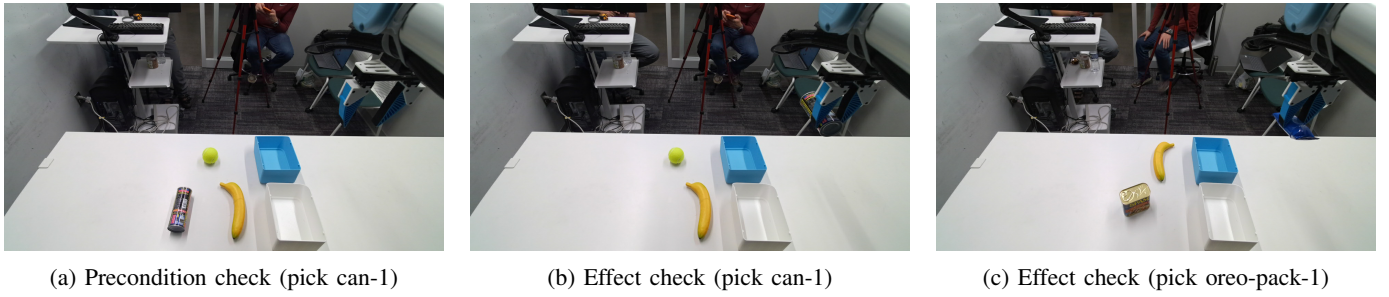 (a) Precondition check (pick can-1)
(b) Effect check (pick can-1)
(c) Effect check (pick oreo-pack-1)